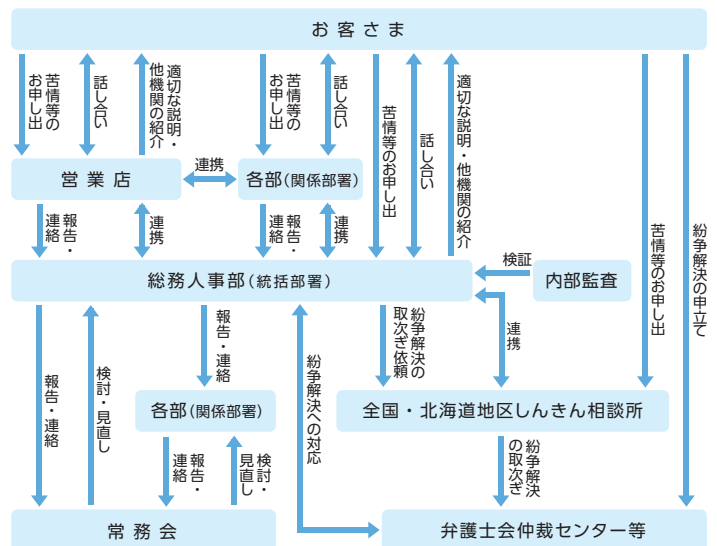 お客さま
苦情等の
お申し出
話し合い
適切な説明・
他機関の紹介
苦情等の
お申し出
話し合い
苦情等のお申し出
話し合い
適切な説明・他機関の紹介
苦情等のお申し出
紛争解決の申立て
営業店
連携
各部(関係部署)
報告・
連絡
連携
報告・
連絡
連携
総務人事部(統括部署)
検証
内部監査
報告・連絡
検討・見直し
報告・連絡
紛争解決への対応
紛争解決の
取次ぎ依頼
連携
各部(関係部署)
全国・北海道地区しんきん相談所
報告・
連絡
検討・
見直し
紛争解決
の取次ぎ
常務会
弁護士会仲裁センター等